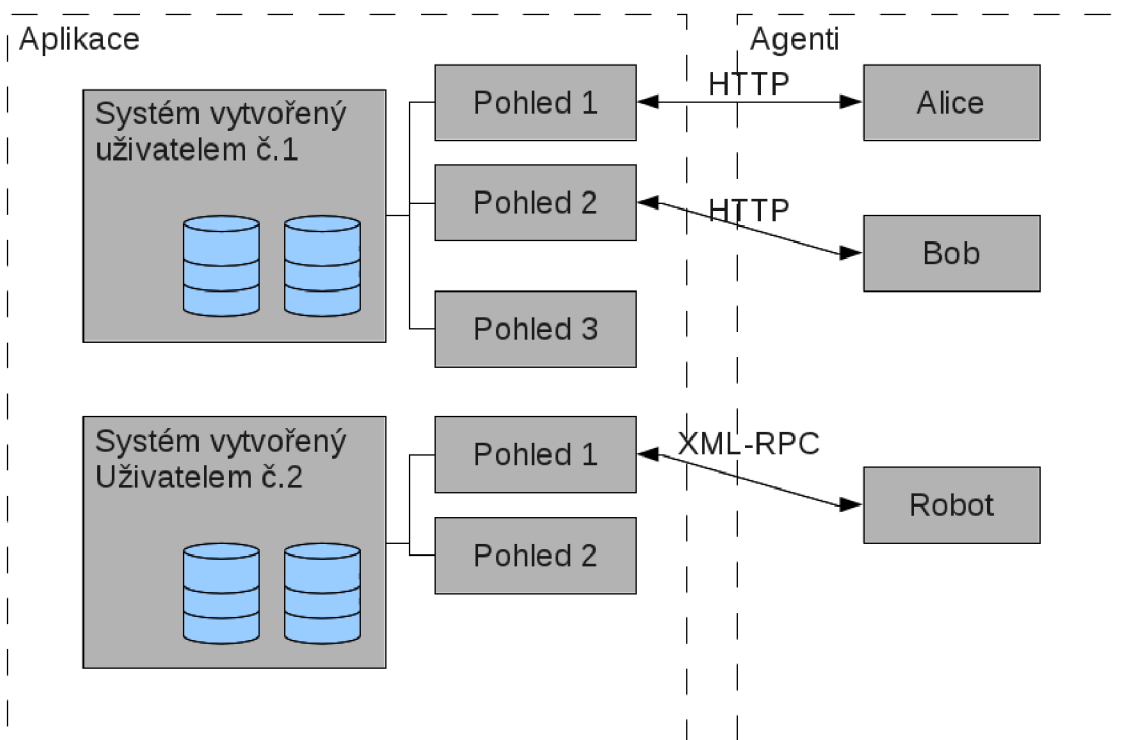 Aplikace
Agenti
Systém vytvořený
uživatelem č.1
Pohled 1
HTTP
Alice
Pohled 2
HTTP
Bob
Pohled 3
Systém vytvořený
Uživatelem č.2
Pohled 1
XML-RPC
Robot
Pohled 2